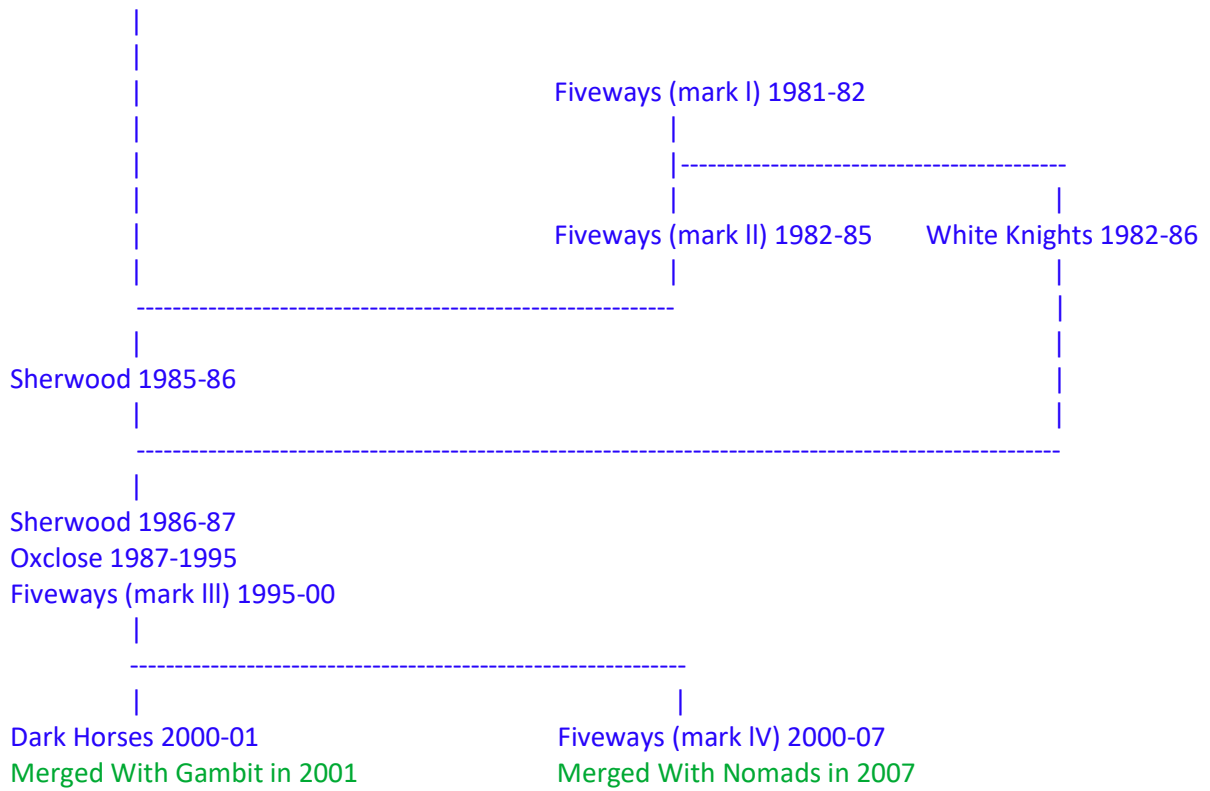 Fiveways (mark l) 1981-82
Fiveways (mark ll) 1982-85 White Knights 1982-86
Sherwood 1985-86
Sherwood 1986-87
Oxclose 1987-1995
Fiveways (mark lll) 1995-00
Dark Horses 2000-01 Fiveways (mark lV) 2000-07
Merged With Gambit in 2001 Merged With Nomads in 2007